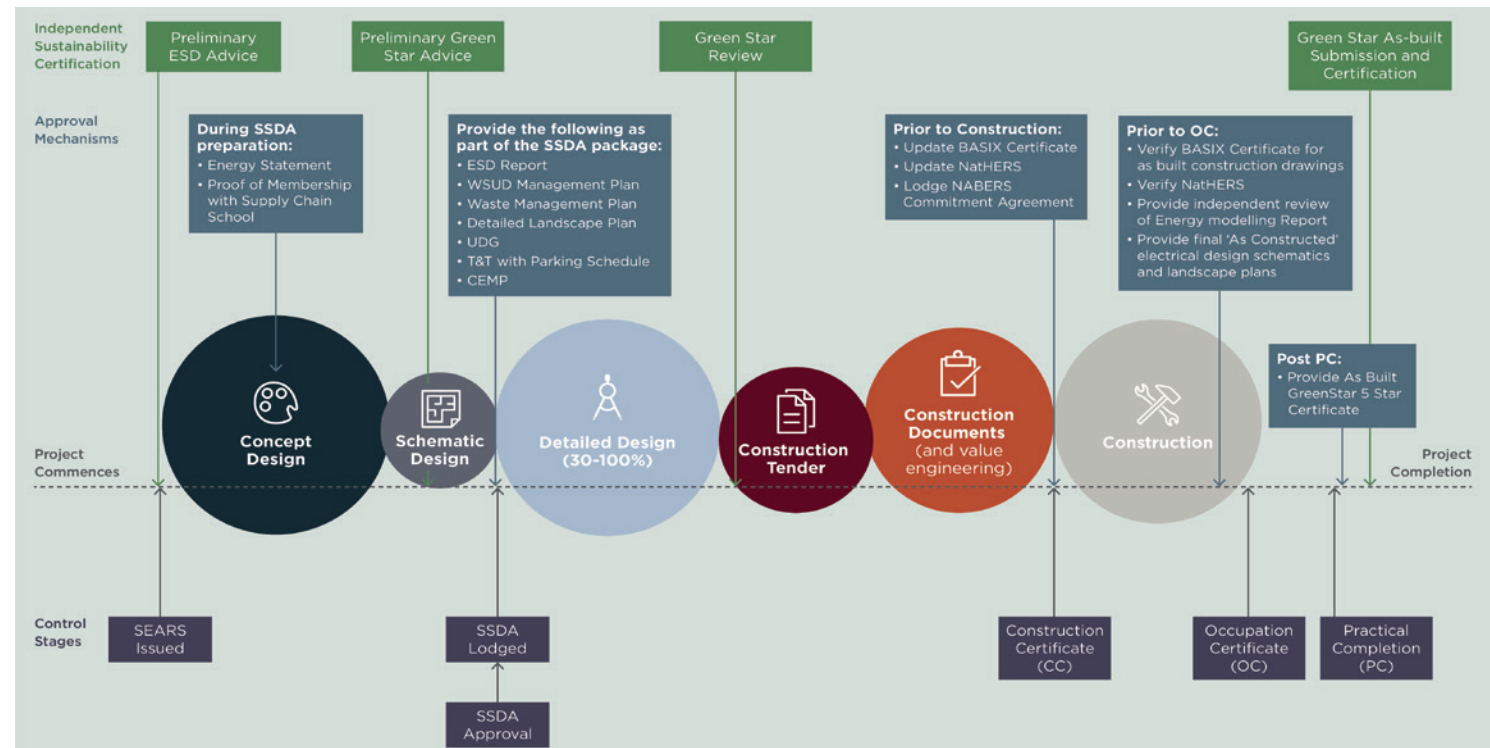 Independent
Sustainability
Certification
Preliminary
ESD Advice
Preliminary Green
Star Advice
Green Star
Review
Green Star As-built
Submission and
Certification
Approval
Mechanisms
During SSDA
preparation:
• Energy Statement
• Proof of Membership
with Supply Chain
School
Provide the following as
part of the SSDA package:
• ESD Report
• WSUD Management Plan
• Waste Management Plan
• Detailed Landscape Plan
• UDG
• T&T with Parking Schedule
• CEMP
Prior to Construction:
• Update BASIX Certificate
• Update NatHERS
• Lodge NABERS
Commitment Agreement
Prior to OC:
• Verify BASIX Certificate for
as built construction drawings
• Verify NatHERS
• Provide independent review
of Energy modelling Report
• Provide final ‘As Constructed’
electrical design schematics
and landscape plans
Post PC:
• Provide As Built
GreenStar 5 Star
Certificate
Project
Commences
Concept
Design
Schematic
Design
Detailed Design
(30-100%)
Construction
Tender
Construction
Documents
(and value
engineering)
Construction
Project
Completion
Control
Stages
SEARS
Issued
SSDA
Lodged
SSDA
Approval
Construction
Certificate
(CC)
Occupation
Certificate
(OC)
Practical
Completion
(PC)